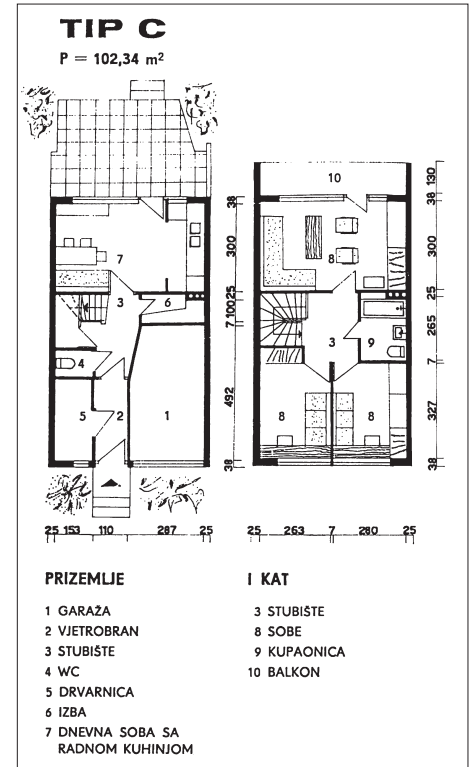 TIP C
P = 102,34 m²
10
130
38
38
7
8
300
300
25
3
6
25
100
7
265
3
9
4
7
492
5
2
1
8
8
327
38
38
25 153 110 287 25
25 263 7 280 25
PRIZEMLJE
1 GARAŽA
2 VJETROBRAN
3 STUBIŠTE
4 WC
5 DRVARNICA
6 IZBA
7 DNEVNA SOBA SA
RADNOM KUHINJOM
I KAT
3 STUBIŠTE
8 SOBE
9 KUPAONICA
10 BALKON